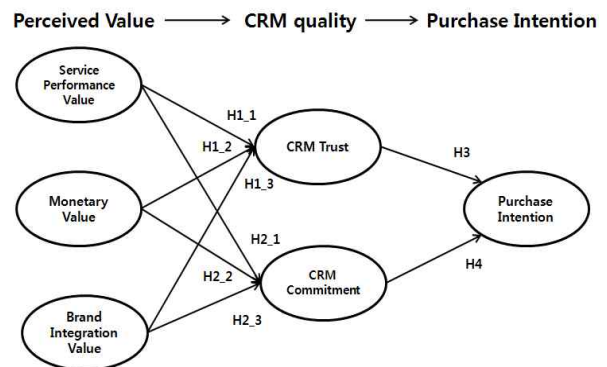 Perceived Value → CRM quality → Purchase Intention
Service
Performance
Value
H1_1
H1_2
CRM Trust
H3
H1_3
Monetary
Value
Purchase
Intention
H2_1
H2_2
CRM
Commitment
H4
H2_3
Brand
Integration
Value